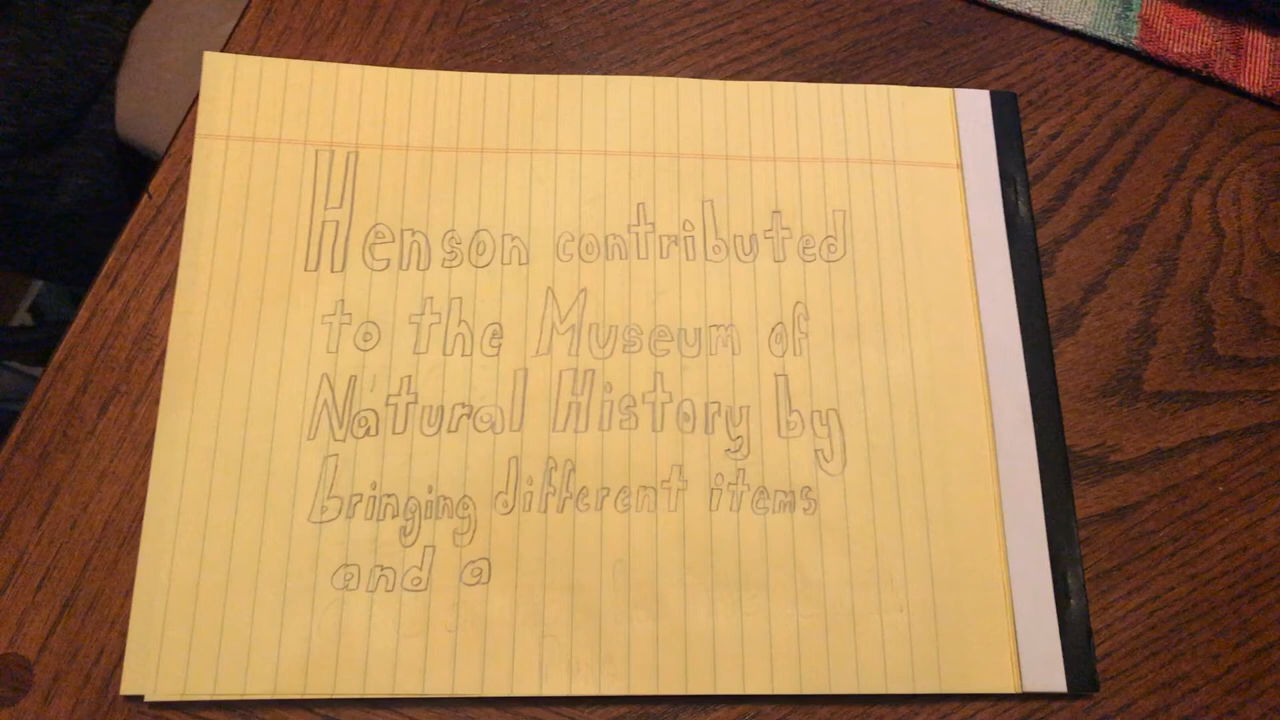 Henson contributed
to the Museum of
Natural History by
bringing different items
and a